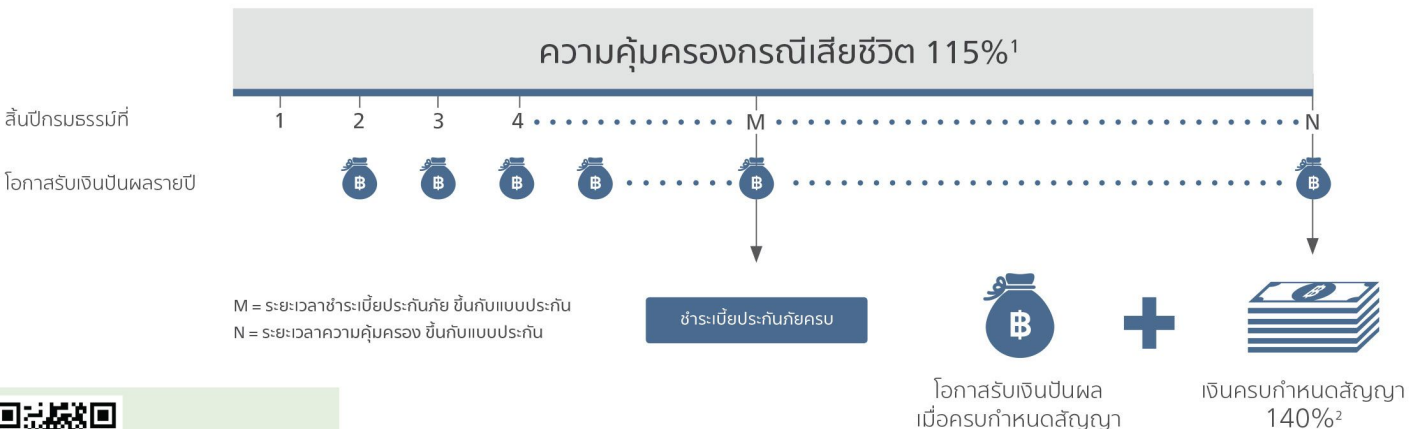 ความคุ้มครองกรณีเสียชีวิต 115%¹
สิ้นปีกรมธรรม์ที่ 1 2 3 4 M N
โอกาสรับเงินปันผลรายปี
฿ ฿ ฿ ฿ ฿ ฿
M = ระยะเวลาชำระเบี้ยประกันภัย ขึ้นกับแบบประกัน
N = ระยะเวลาความคุ้มครอง ขึ้นกับแบบประกัน
ชำระเบี้ยประกันภัยครบ
฿
โอกาสรับเงินปันผล
เมื่อครบกำหนดสัญญา
฿
เงินครบกำหนดสัญญา
140%²